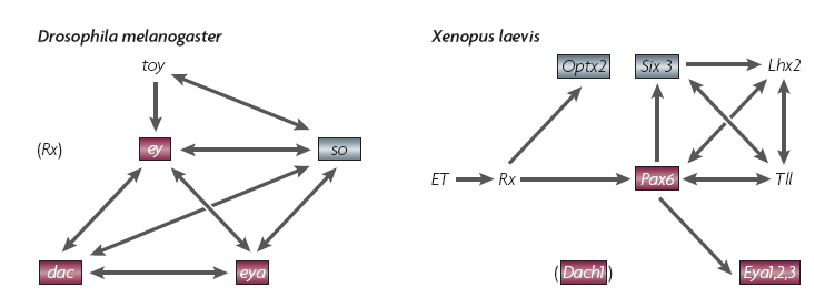 Drosophila melanogaster
toy
(Rx)
ey
so
dac
eya
Xenopus laevis
Optx2
Six 3
Lhx2
ET
Rx
Pax6
Tll
(Dach1)
Eya1,2,3